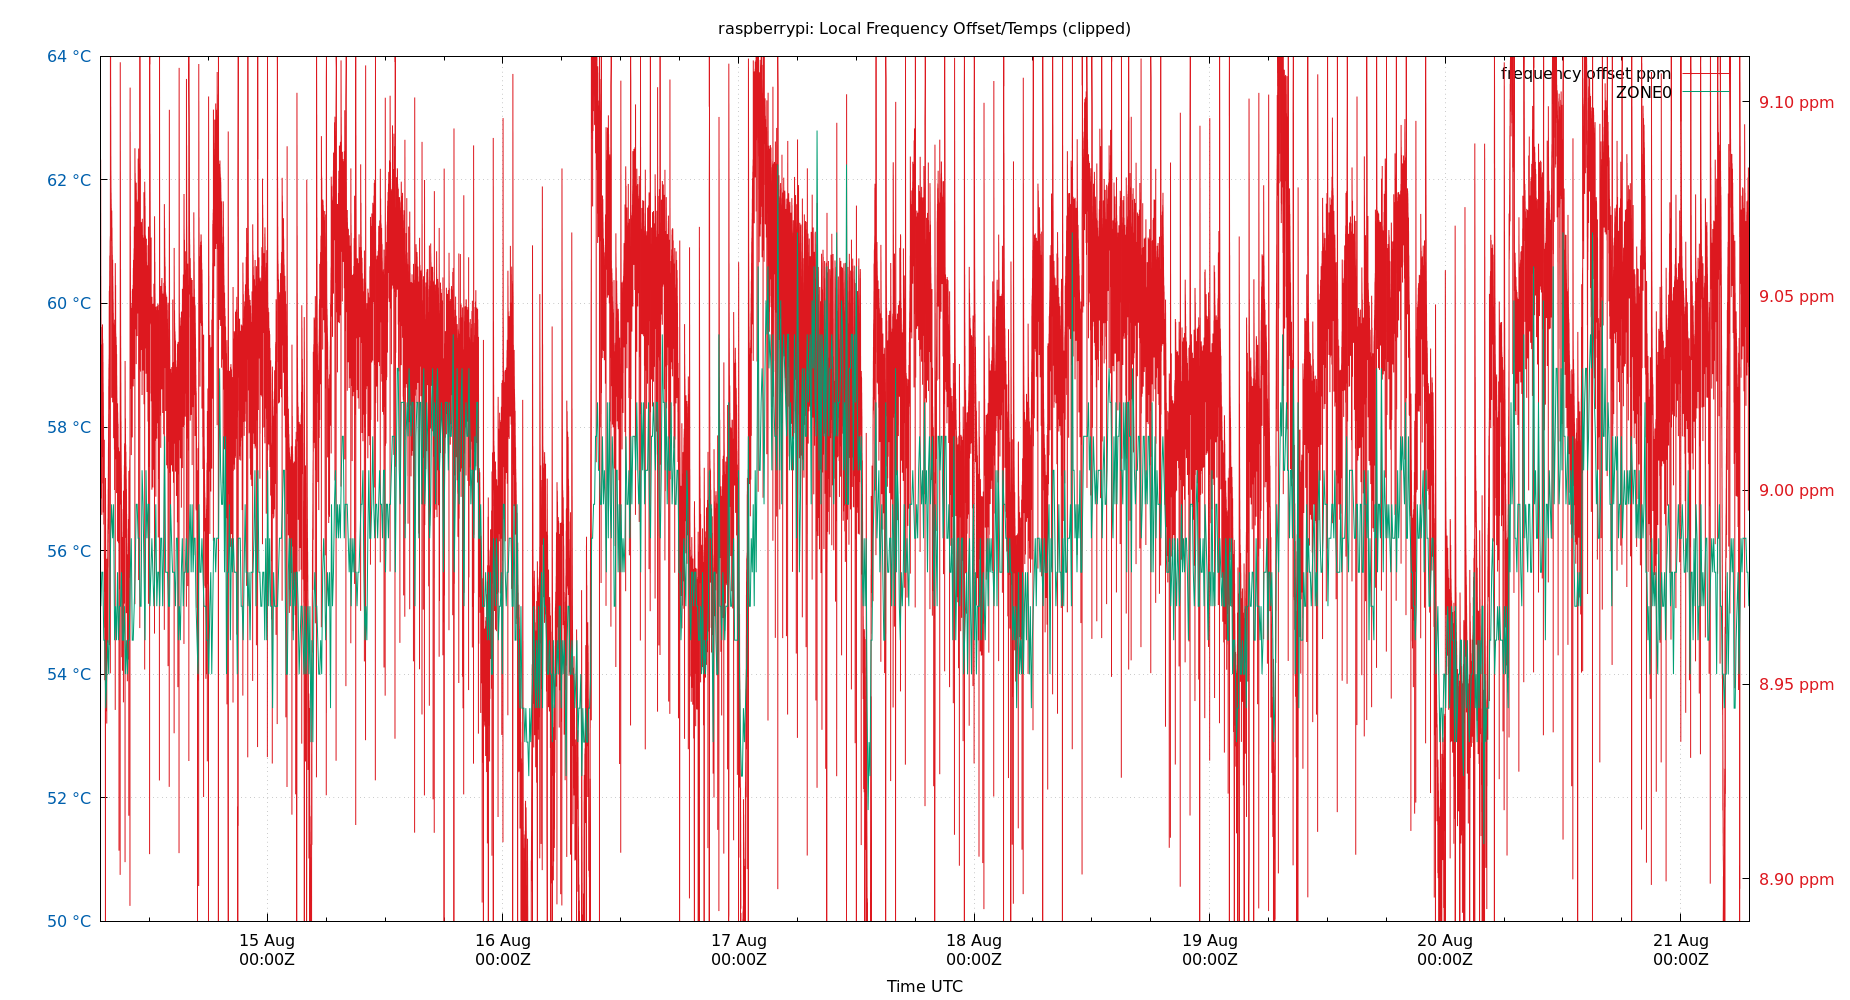 raspberrypi: Local Frequency Offset/Temps (clipped)
64 °C
62 °C
60 °C
58 °C
56 °C
54 °C
52 °C
50 °C
frequency offset ppm
ZONE0
9.10 ppm
9.05 ppm
9.00 ppm
8.95 ppm
8.90 ppm
15 Aug
00:00Z
16 Aug
00:00Z
17 Aug
00:00Z
18 Aug
00:00Z
19 Aug
00:00Z
20 Aug
00:00Z
21 Aug
00:00Z
Time UTC